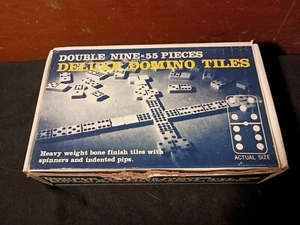 DOUBLE NINE-55 PIECES
DELUXE DOMINO TILES
Heavy weight bone finish tiles with
spinners and indented pips.
ACTUAL SIZE